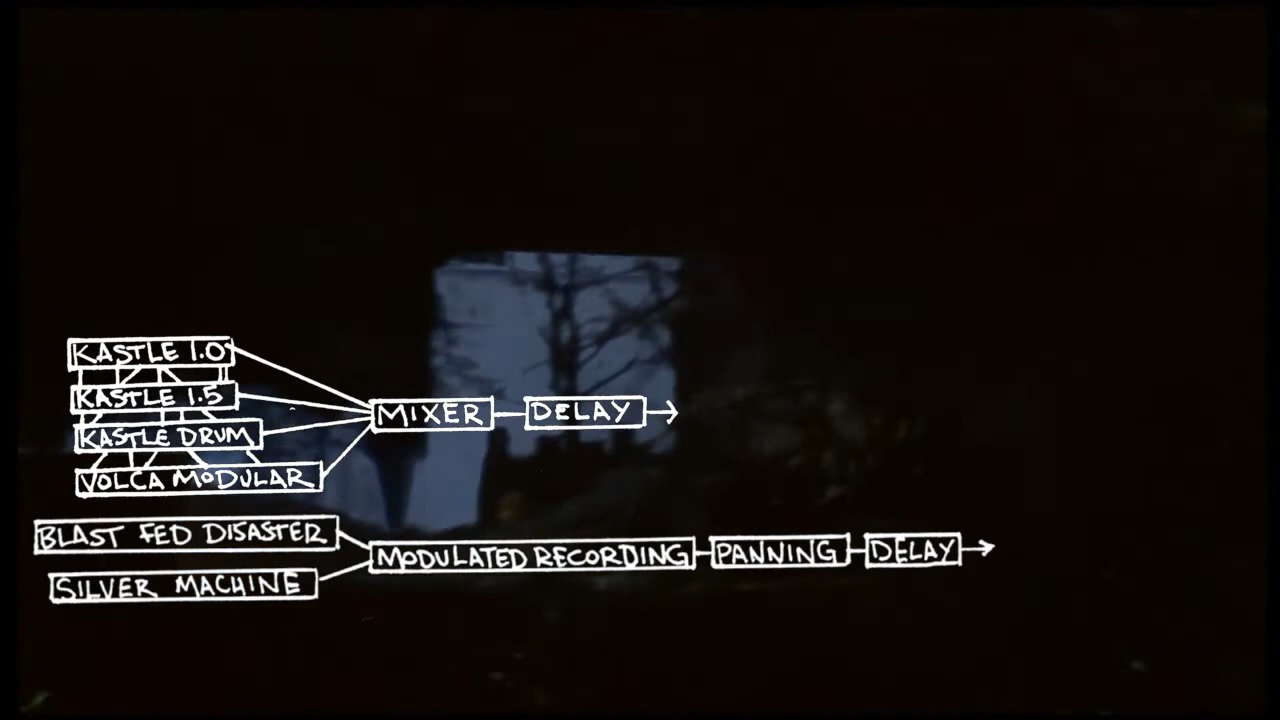 KASTLE 1.0
KASTLE 1.5
KASTLE DRUM
VOLCA MODULAR
MIXER
DELAY
BLAST FED DISASTER
SILVER MACHINE
MODULATED RECORDING
PANNING
DELAY